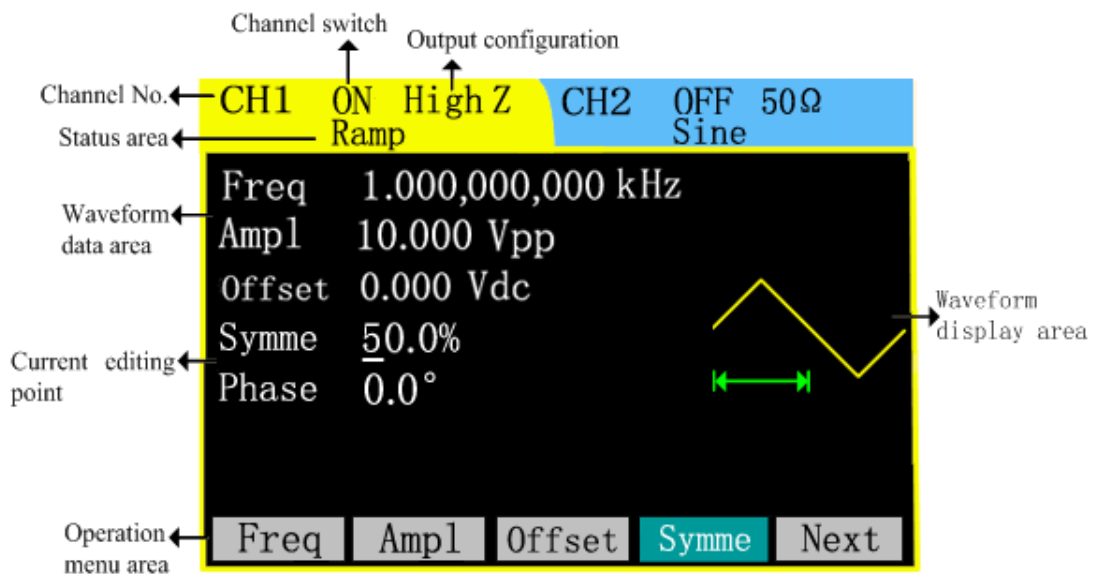 Channel switch
Output configuration
Channel No.
CH1 ON High Z
CH2 OFF 50Ω
Status area
Ramp
Sine
Freq 1.000,000,000 kHz
Waveform
data area
Ampl 10.000 Vpp
Offset 0.000 Vdc
Waveform
display area
Symme 50.0%
Current editing
point
Phase 0.0°
Operation
menu area
Freq Ampl Offset Symme Next